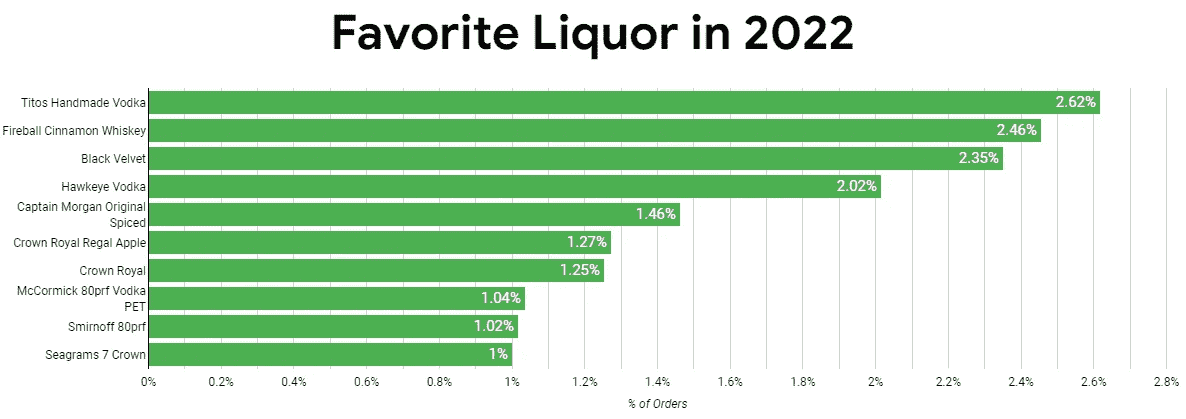 Favorite Liquor in 2022
Titos Handmade Vodka
2.62%
Fireball Cinnamon Whiskey
2.46%
Black Velvet
2.35%
Hawkeye Vodka
2.02%
Captain Morgan Original
Spiced
1.46%
Crown Royal Regal Apple
1.27%
Crown Royal
1.25%
McCormick 80prf Vodka
PET
1.04%
Smirnoff 80prf
1.02%
Seagrams 7 Crown
1%
0% 0.2% 0.4% 0.6% 0.8% 1% 1.2% 1.4% 1.6% 1.8% 2% 2.2% 2.4% 2.6% 2.8%
% of Orders